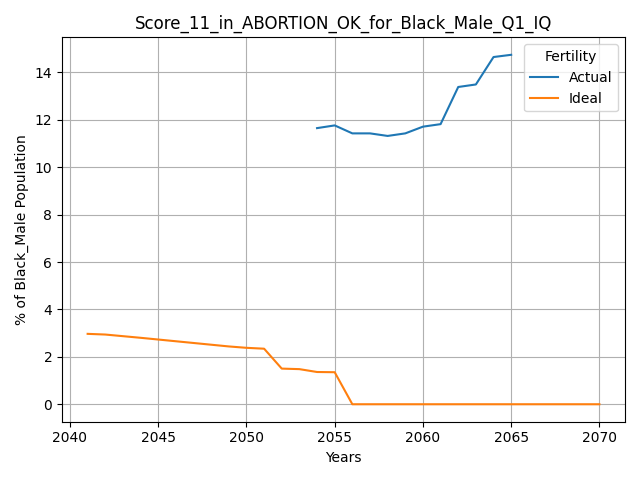 Score_11_in_ABORTION_OK_for_Black_Male_Q1_IQ
Fertility
Actual
Ideal
% of Black_Male Population
14
12
10
8
6
4
2
0
2040 2045 2050 2055 2060 2065 2070
Years